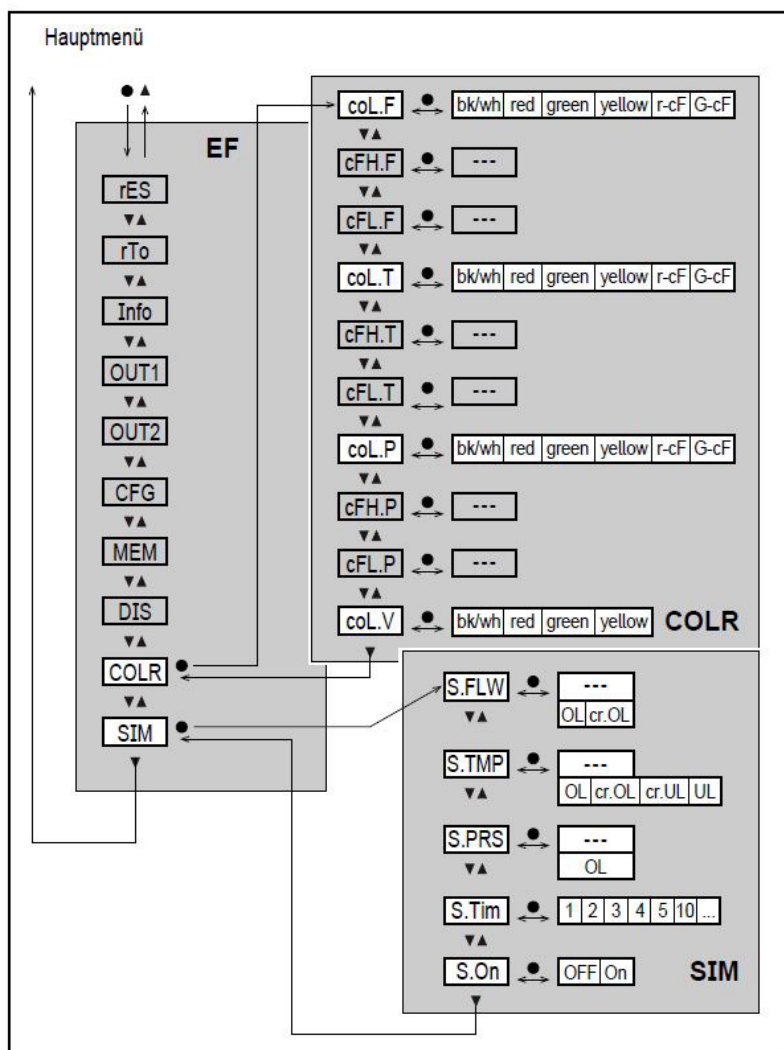 Hauptmenü
EF
rES
rTo
Info
OUT1
OUT2
CFG
MEM
DIS
COLR
SIM
coL.F bk/wh red green yellow r-cF G-cF
cFH.F ---
cFL.F ---
coL.T bk/wh red green yellow r-cF G-cF
cFH.T ---
cFL.T ---
coL.P bk/wh red green yellow r-cF G-cF
cFH.P ---
cFL.P ---
coL.V bk/wh red green yellow COLR
S.FLW ---
OL cr.OL
S.TMP ---
OL cr.OL cr.UL UL
S.PRS ---
OL
S.Tim 1 2 3 4 5 10 ...
S.On OFF On SIM